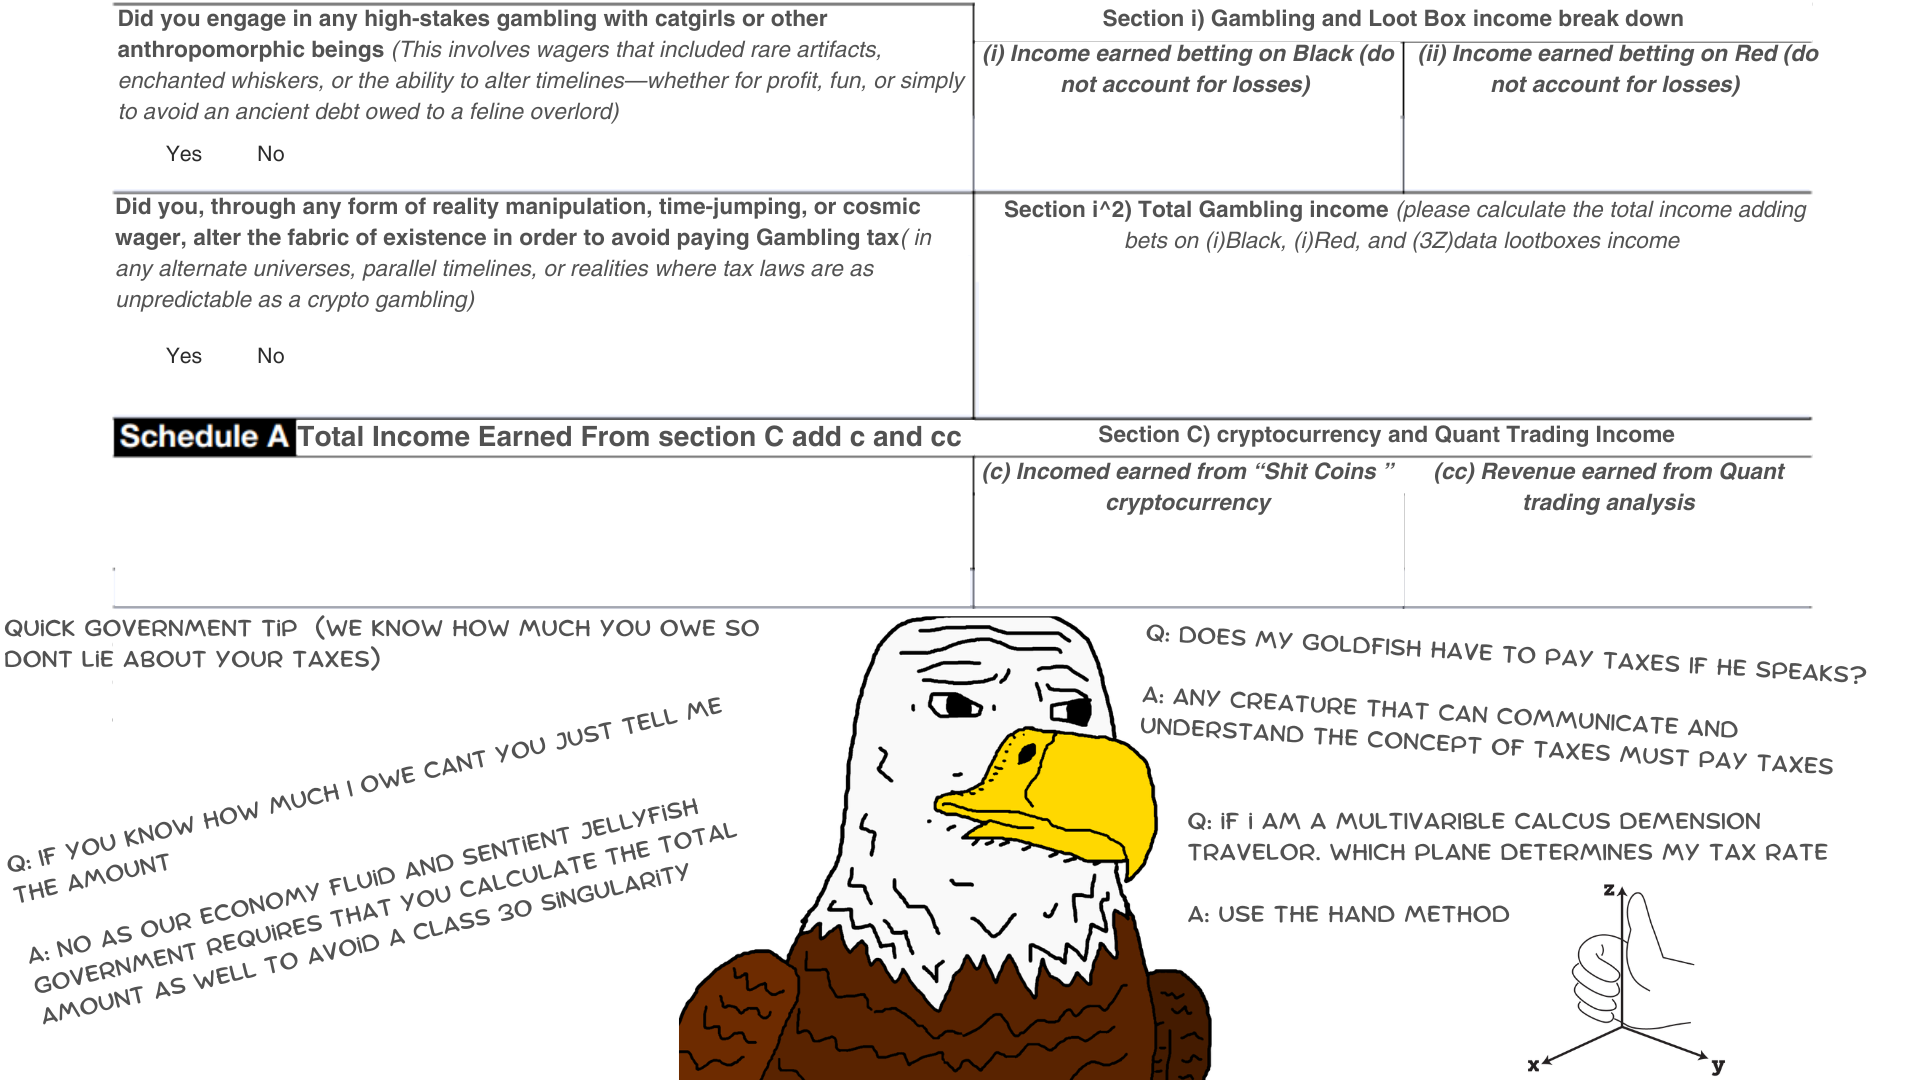 Did you engage in any high-stakes gambling with catgirls or other
anthropomorphic beings (This involves wagers that included rare artifacts,
enchanted whiskers, or the ability to alter timelines—whether for profit, fun, or simply
to avoid an ancient debt owed to a feline overlord)
Yes No
Section i) Gambling and Loot Box income break down
(i) Income earned betting on Black (do
not account for losses)
(ii) Income earned betting on Red (do
not account for losses)
Did you, through any form of reality manipulation, time-jumping, or cosmic
wager, alter the fabric of existence in order to avoid paying Gambling tax( in
any alternate universes, parallel timelines, or realities where tax laws are as
unpredictable as a crypto gambling)
Yes No
Section i^2) Total Gambling income (please calculate the total income adding
bets on (i)Black, (i)Red, and (3Z)data lootboxes income
Schedule A Total Income Earned From section C add c and cc
Section C) cryptocurrency and Quant Trading Income
(c) Incomed earned from “Shit Coins ”
cryptocurrency
(cc) Revenue earned from Quant
trading analysis
QUICK GOVERNMENT TIP (WE KNOW HOW MUCH YOU OWE SO
DONT LIE ABOUT YOUR TAXES)
Q: IF YOU KNOW HOW MUCH I OWE CANT YOU JUST TELL ME
THE AMOUNT
A: NO AS OUR ECONOMY FLUID AND SENTIENT JELLYFISH
GOVERNMENT REQUIRES THAT YOU CALCULATE THE TOTAL
AMOUNT AS WELL TO AVOID A CLASS 30 SINGULARITY
Q: DOES MY GOLDFISH HAVE TO PAY TAXES IF HE SPEAKS?
A: ANY CREATURE THAT CAN COMMUNICATE AND
UNDERSTAND THE CONCEPT OF TAXES MUST PAY TAXES
Q: IF I AM A MULTIVARIBLE CALCUS DEMENSION
TRAVELOR. WHICH PLANE DETERMINES MY TAX RATE
A: USE THE HAND METHOD
z
x
y